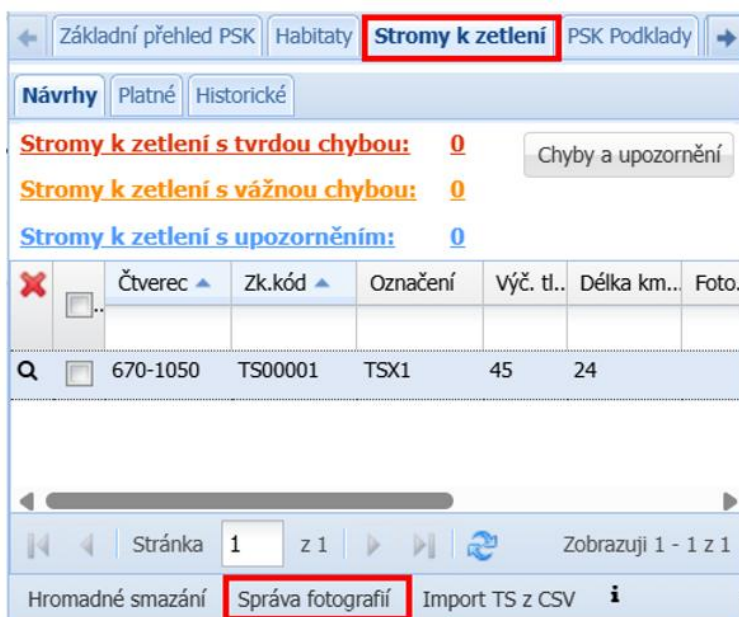 Základní přehled PSK Habitaty Stromy k zetlení PSK Podklady
Návrhy Platné Historické
Stromy k zetlení s tvrdou chybou: 0 Chyby a upozornění
Stromy k zetlení s vážnou chybou: 0
Stromy k zetlení s upozorněním: 0
Čtverec Zk.kód Označení Výč. tl.. Délka km... Foto.
670-1050 TS00001 TSX1 45 24
Stránka 1 z 1 Zobrazuji 1 - 1 z 1
Hromadné smazání Správa fotografií Import TS z CSV i